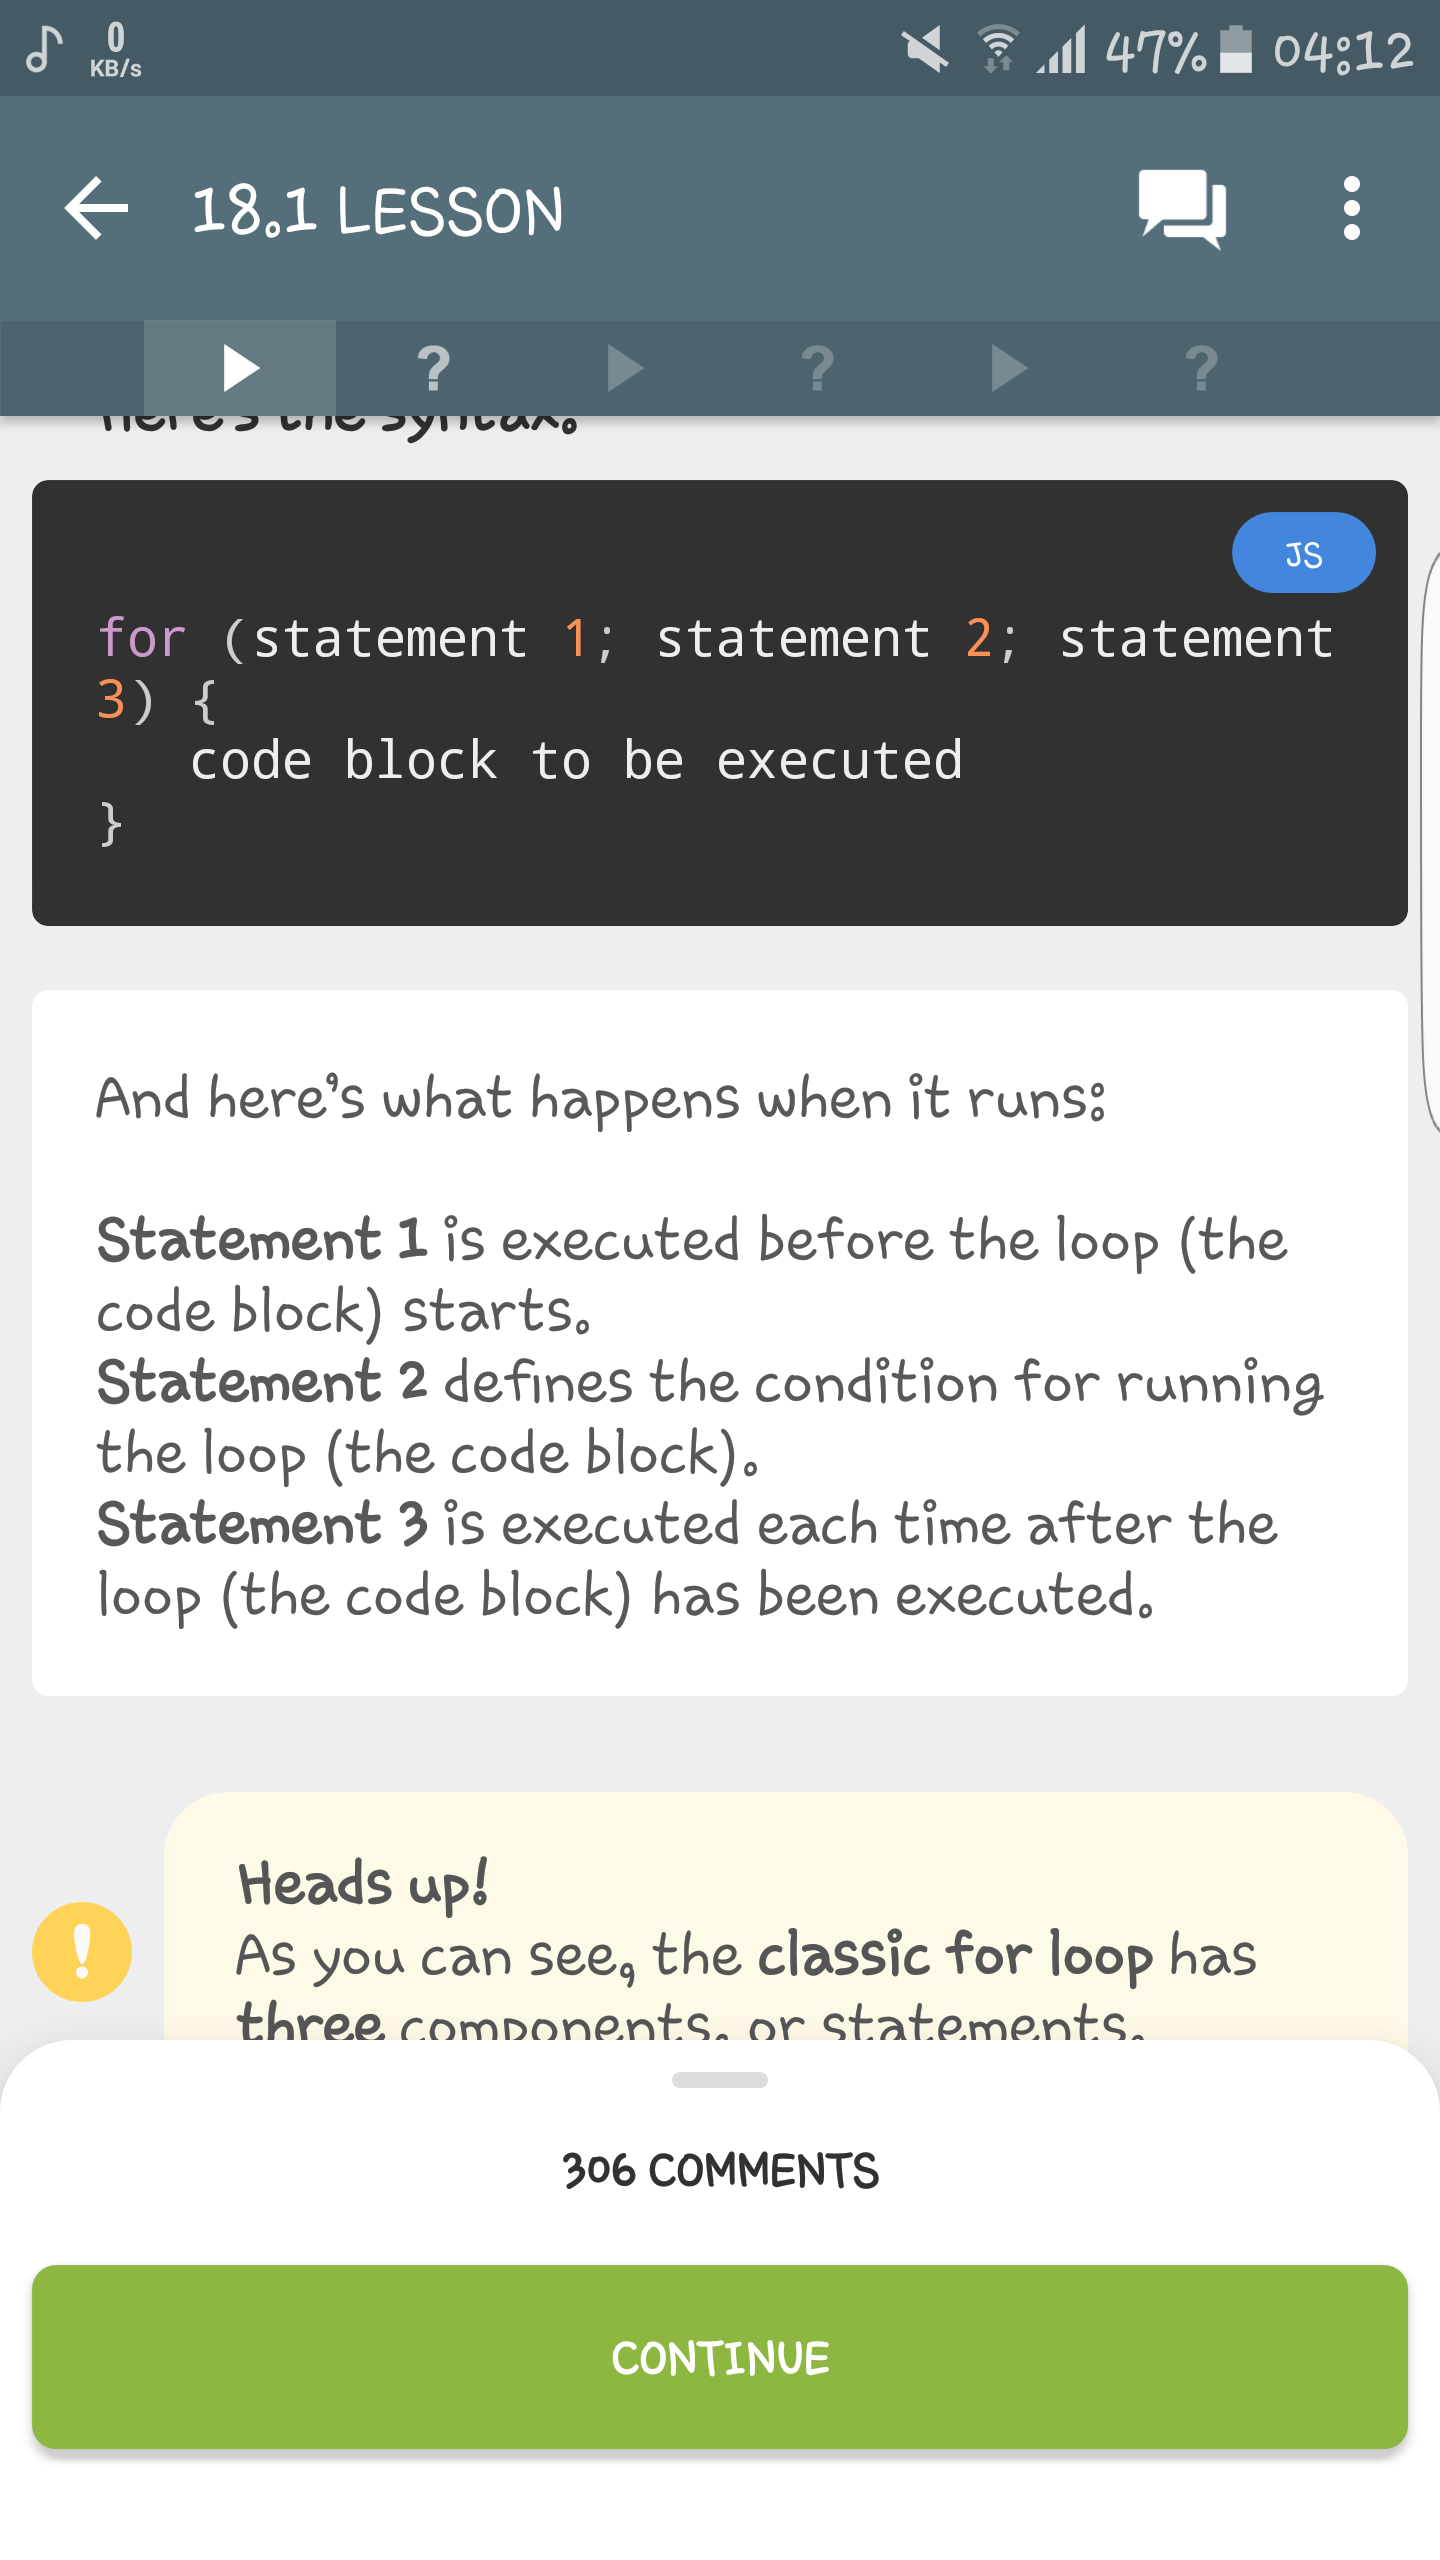 0
KB/s
47%
04:12
18.1 LESSON
? ? ?
here's the syntax.
JS
for (statement 1; statement 2; statement
3) {
code block to be executed
}
And here's what happens when it runs:
Statement 1 is executed before the loop (the
code block) starts.
Statement 2 defines the condition for running
the loop (the code block).
Statement 3 is executed each time after the
loop (the code block) has been executed.
!
Heads up!
As you can see, the classic for loop has
three components, or statements.
306 COMMENTS
CONTINUE